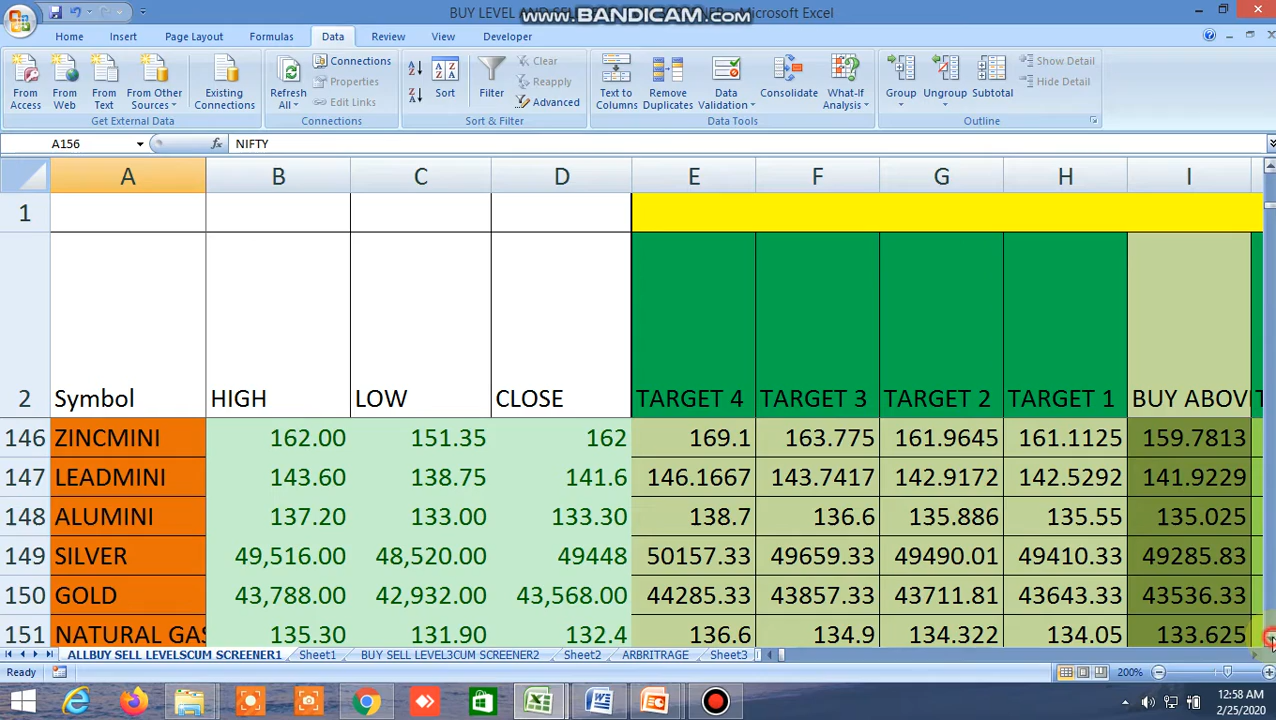 BUY LEVEL AND SE
WWW.BANDICAM.COM
Microsoft Excel
Home Insert Page Layout Formulas Data Review View Developer
From Access From Web From Text From Other Sources Existing Connections
Get External Data
Refresh All Connections Properties Edit Links
Connections
Sort Filter Clear Reapply Advanced
Sort & Filter
Text to Columns Remove Duplicates Data Validation Consolidate What-If Analysis
Data Tools
Group Ungroup Subtotal Show Detail Hide Detail
Outline
A156 fx NIFTY
A B C D E F G H I
1
2 Symbol HIGH LOW CLOSE TARGET 4 TARGET 3 TARGET 2 TARGET 1 BUY ABOV
146 ZINCMINI 162.00 151.35 162 169.1 163.775 161.9645 161.1125 159.7813
147 LEADMINI 143.60 138.75 141.6 146.1667 143.7417 142.9172 142.5292 141.9229
148 ALUMINI 137.20 133.00 133.30 138.7 136.6 135.886 135.55 135.025
149 SILVER 49,516.00 48,520.00 49448 50157.33 49659.33 49490.01 49410.33 49285.83
150 GOLD 43,788.00 42,932.00 43,568.00 44285.33 43857.33 43711.81 43643.33 43536.33
151 NATURAL GAS 135.30 131.90 132.4 136.6 134.9 134.322 134.05 133.625
ALLBUY SELL LEVELSCUM SCREENER1 Sheet1 BUY SELL LEVEL3CUM SCREENER2 Sheet2 ARBRITRAGE Sheet3
Ready 200%
12:58 AM
2/25/2020